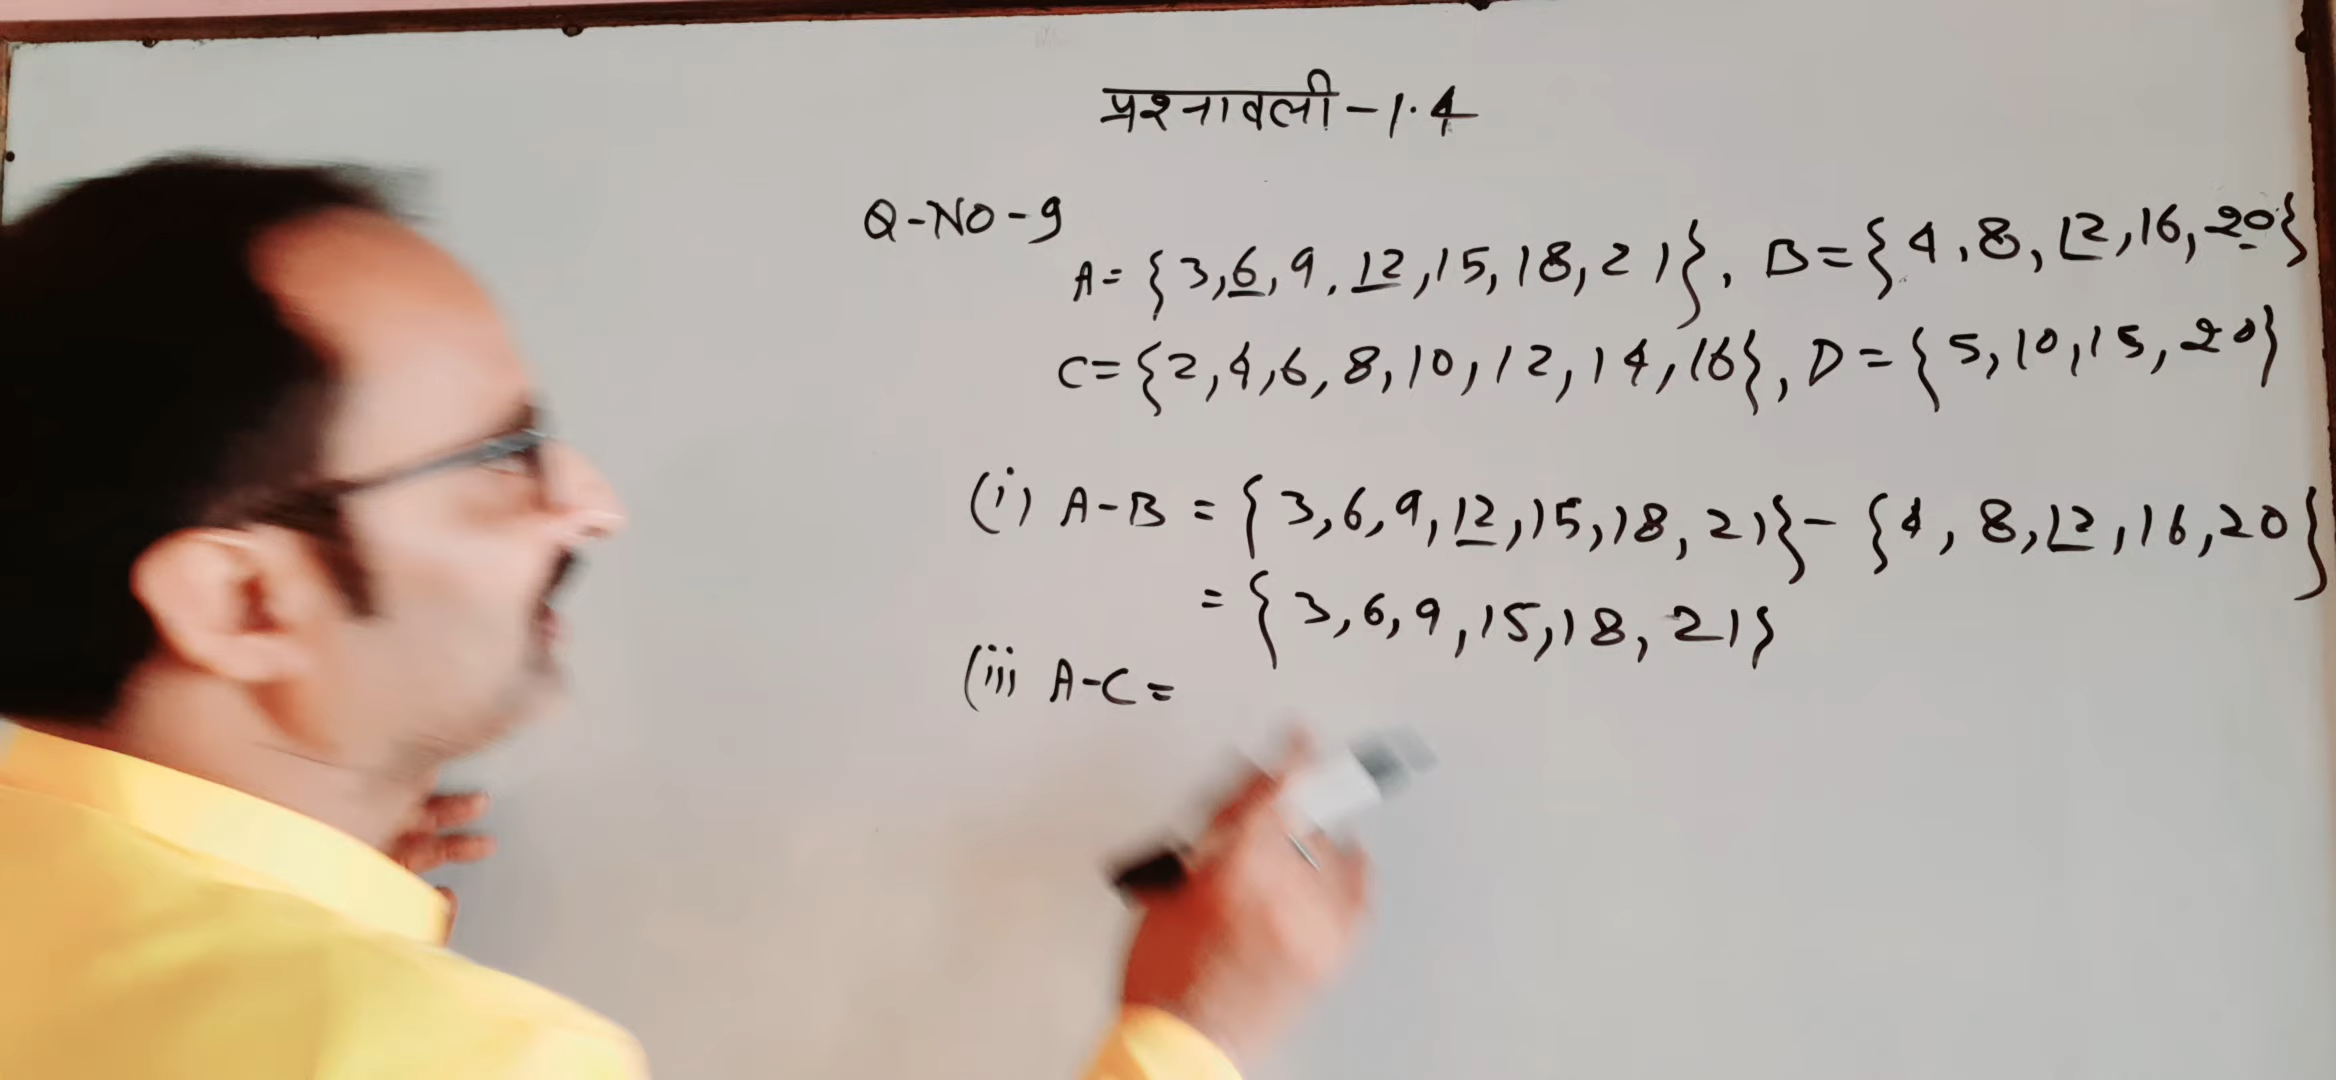 प्रश्नावली - 1.4
Q-NO-9
A = {3,6,9,12,15,18,21}, B = {4,8,12,16,20}
C = {2,4,6,8,10,12,14,16}, D = {5,10,15,20}
(i) A-B = {3,6,9,12,15,18,21} - {4,8,12,16,20}
= {3,6,9,15,18,21}
(iii A-C =